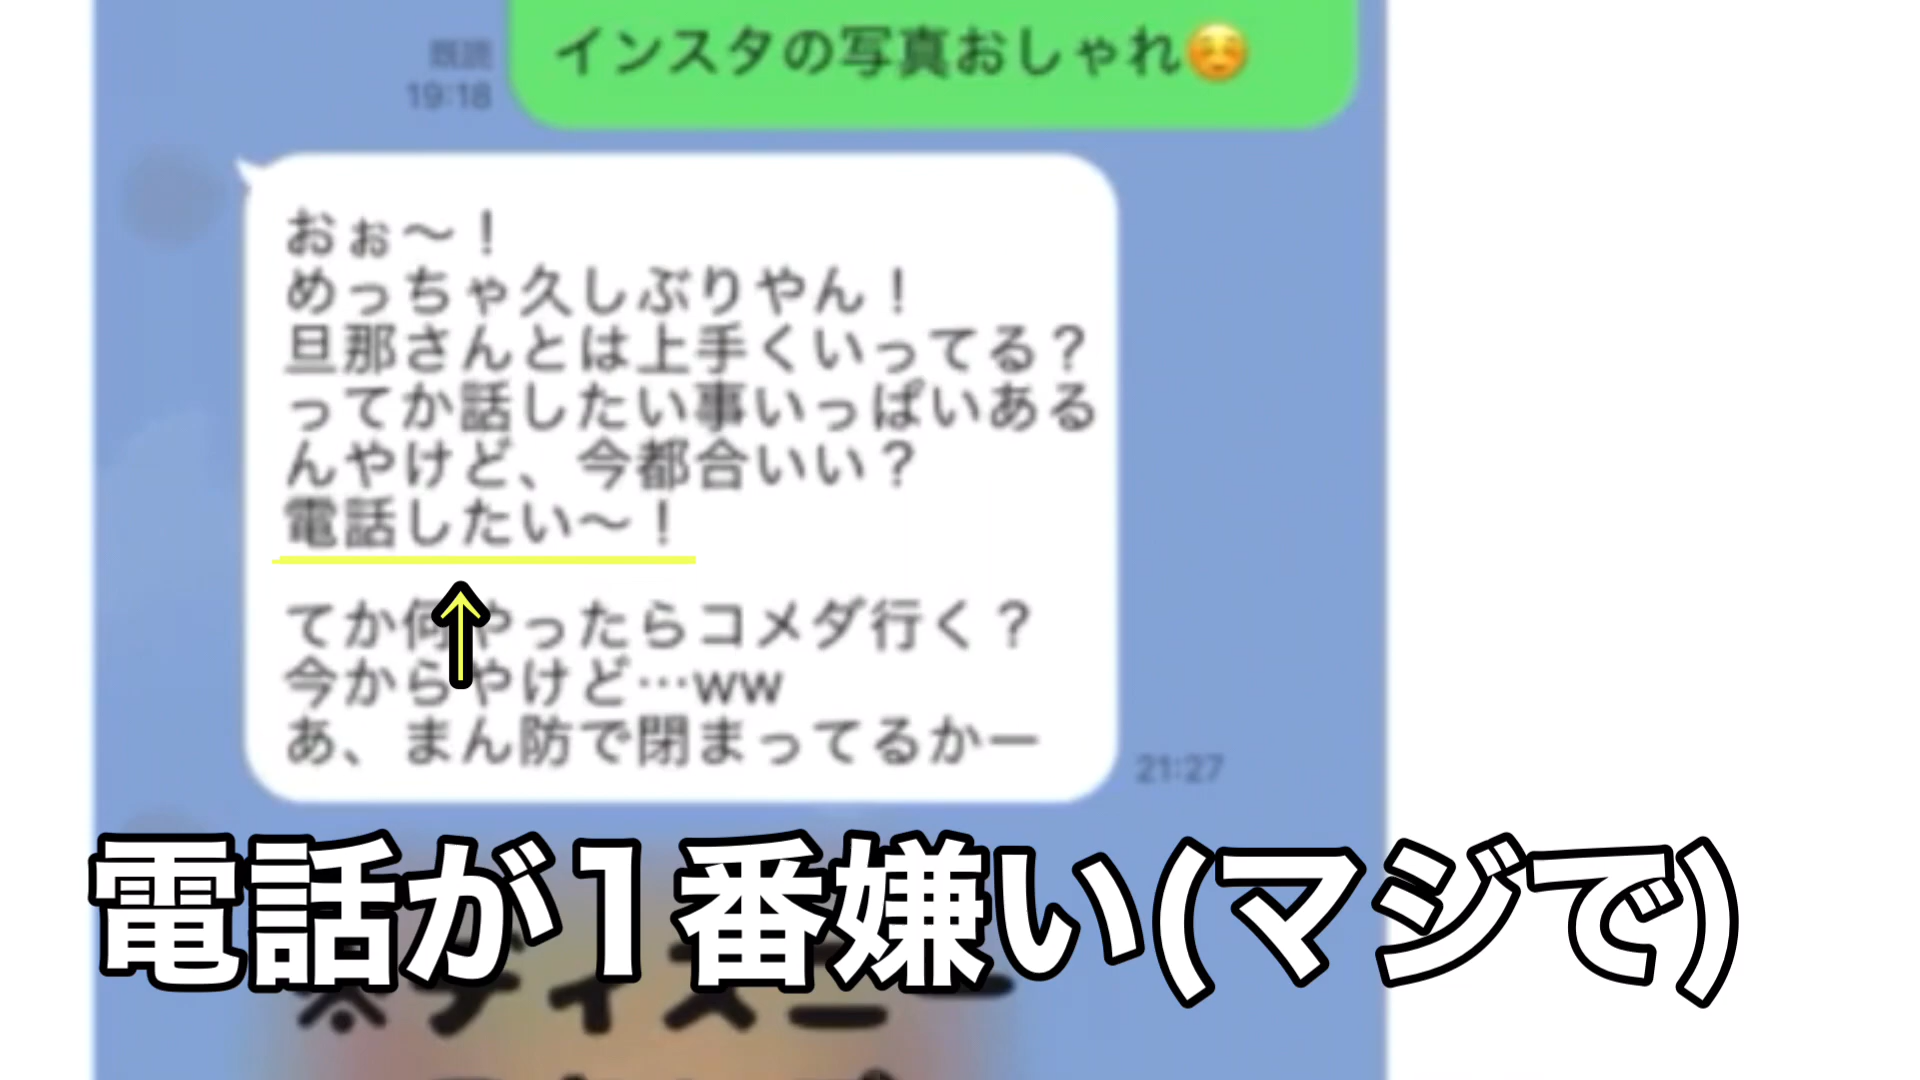 インスタの写真おしゃれ☺️
既読
19:18
おぉ〜！
めっちゃ久しぶりやん！
旦那さんとは上手くいってる？
ってか話したい事いっぱいある
んやけど、今都合いい？
電話したい〜！
てか何やったらコメダ行く？
今からやけど…ww
あ、まん防で閉まってるかー
21:27
電話が1番嫌い(マジで)
※ディズニー